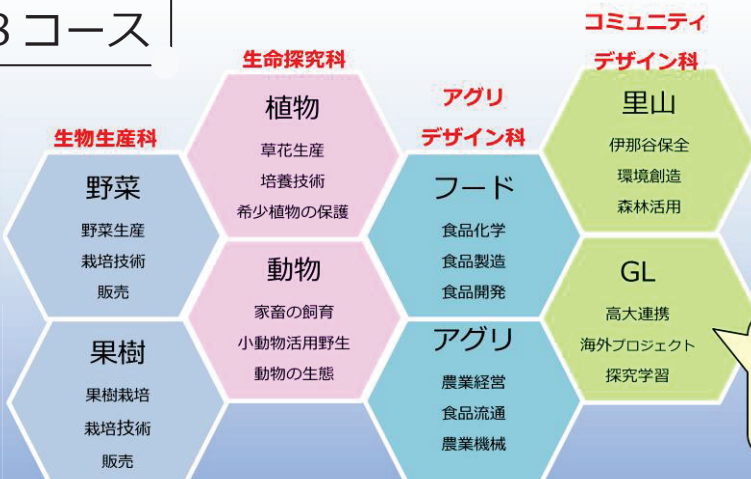 8コース
生物生産科
野菜
野菜生産
栽培技術
販売
果樹
果樹栽培
栽培技術
販売
生命探究科
植物
草花生産
培養技術
希少植物の保護
動物
家畜の飼育
小動物活用野生
動物の生態
アグリ
デザイン科
フード
食品化学
食品製造
食品開発
アグリ
農業経営
食品流通
農業機械
コミュニティ
デザイン科
里山
伊那谷保全
環境創造
森林活用
GL
高大連携
海外プロジェクト
探究学習